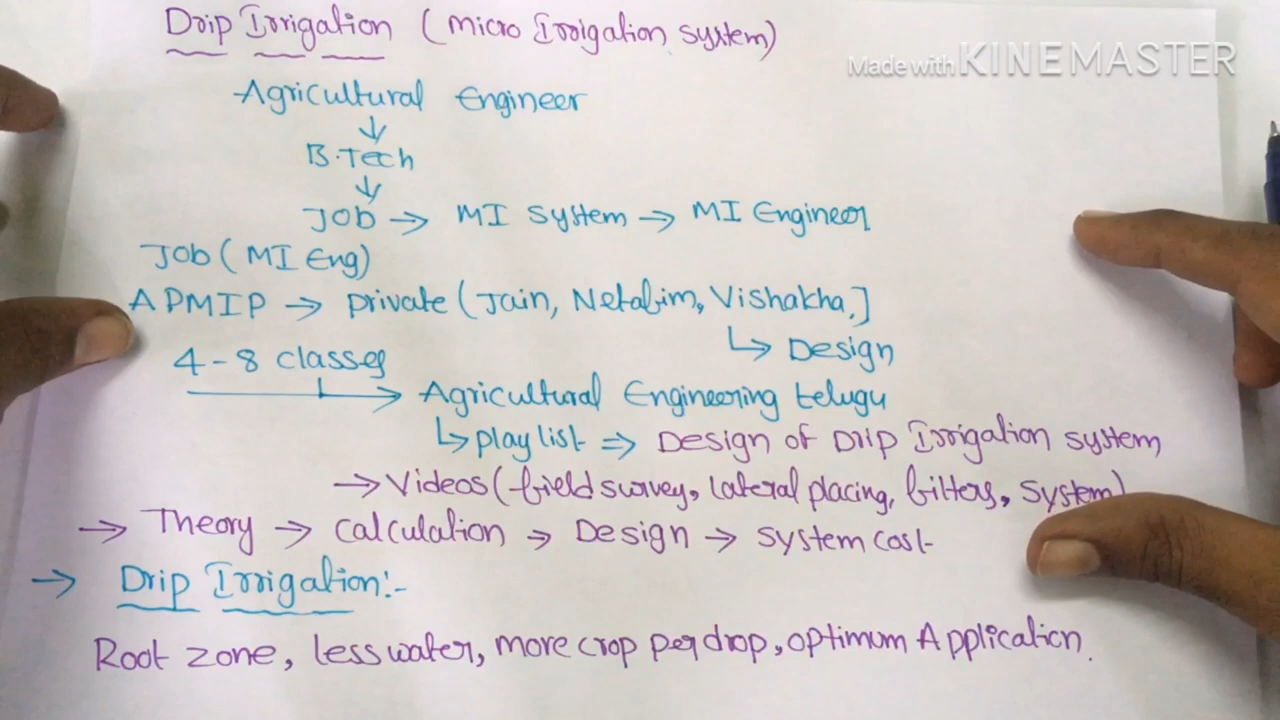 Drip Irrigation (Micro Irrigation system)
Made with KINEMASTER
Agricultural Engineer
↓
B.Tech
↓
JOB → MI System → MI Engineer
Job (MI Eng)
APMIP → private (Jain, Netafim, Vishakha,]
↳ Design
4-8 classes
→ Agricultural Engineering telugu
↳ play list ⇒ Design of Drip Irrigation system
→ Videos (field survey, lateral placing, filters, system)
→ Theory → calculation → Design → system cost
→ Drip Irrigation:-
Root zone, less water, more crop per drop, optimum Application.